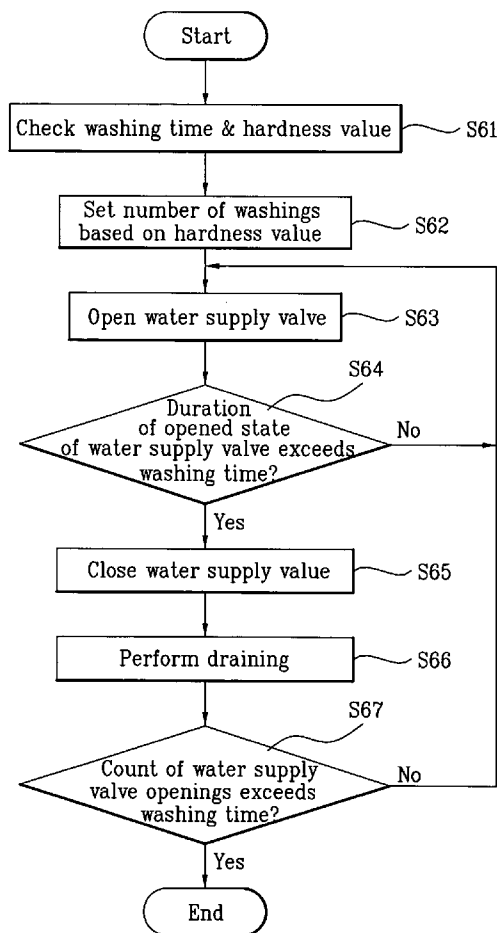 Start
Check washing time & hardness value
S61
Set number of washings
based on hardness value
S62
Open water supply valve
S63
S64
Duration
of opened state
of water supply valve exceeds
washing time?
No
Yes
Close water supply value
S65
Perform draining
S66
S67
Count of water supply
valve openings exceeds
washing time?
No
Yes
End